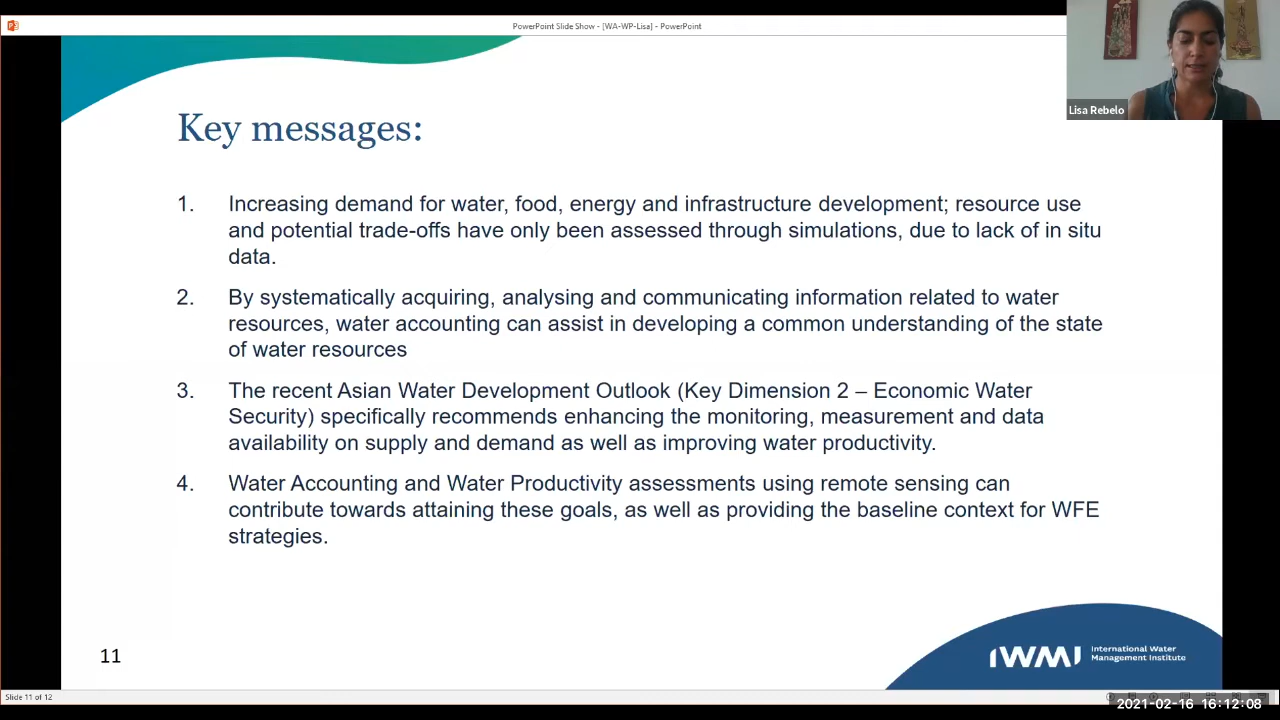 PowerPoint Slide Show - [WA-WP-Lisa] - PowerPoint
Lisa Rebelo
Key messages:
1. Increasing demand for water, food, energy and infrastructure development; resource use
and potential trade-offs have only been assessed through simulations, due to lack of in situ
data.
2. By systematically acquiring, analysing and communicating information related to water
resources, water accounting can assist in developing a common understanding of the state
of water resources
3. The recent Asian Water Development Outlook (Key Dimension 2 – Economic Water
Security) specifically recommends enhancing the monitoring, measurement and data
availability on supply and demand as well as improving water productivity.
4. Water Accounting and Water Productivity assessments using remote sensing can
contribute towards attaining these goals, as well as providing the baseline context for WFE
strategies.
11
IWMI
International Water
Management Institute
Slide 11 of 12
2021-02-16 16:12:08